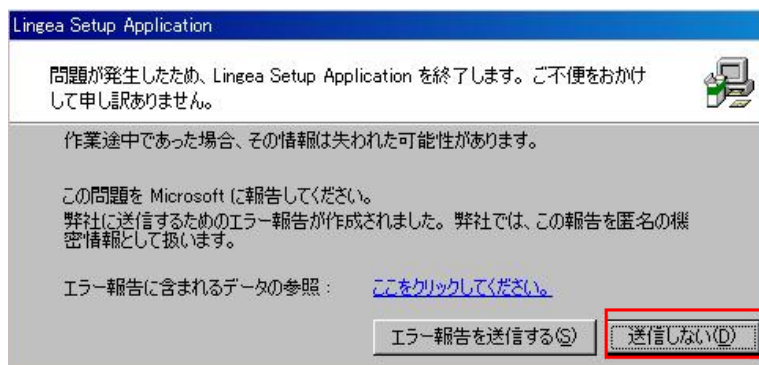 Lingea Setup Application
問題が発生したため、Lingea Setup Application を終了します。ご不便をおかけ
して申し訳ありません。
作業途中であった場合、その情報は失われた可能性があります。
この問題を Microsoft に報告してください。
弊社に送信するためのエラー報告が作成されました。弊社では、この報告を匿名の機
密情報として扱います。
エラー報告に含まれるデータの参照： ここをクリックしてください。
エラー報告を送信する(S) 送信しない(D)